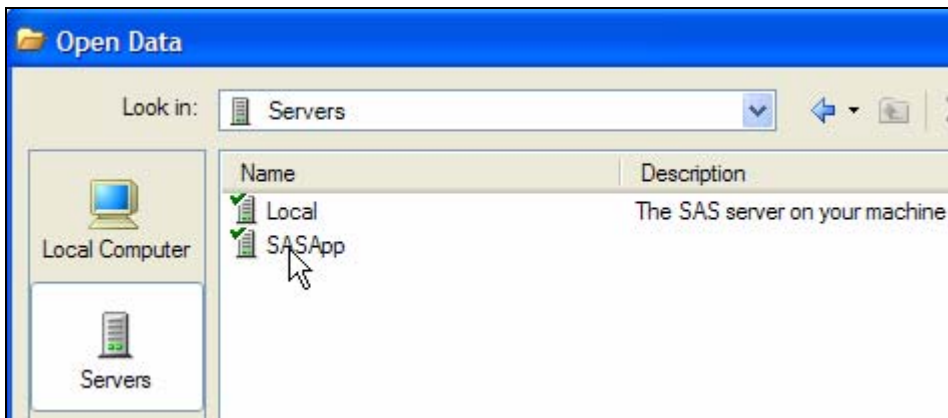 Open Data
Look in: Servers
Name Description
Local The SAS server on your machine
SASApp
Local Computer
Servers